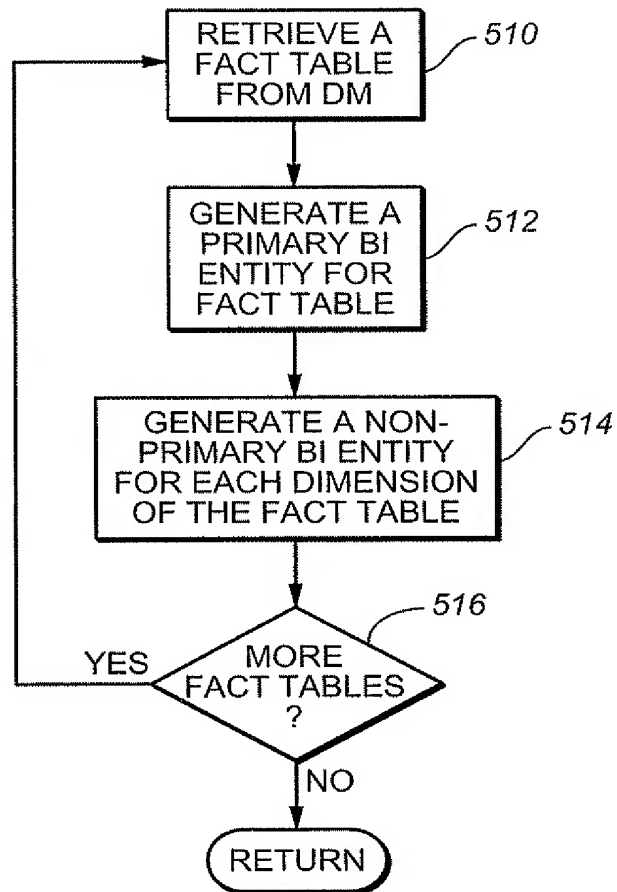 RETRIEVE A
FACT TABLE
FROM DM
510
GENERATE A
PRIMARY BI
ENTITY FOR
FACT TABLE
512
GENERATE A NON-
PRIMARY BI ENTITY
FOR EACH DIMENSION
OF THE FACT TABLE
514
516
YES
MORE
FACT TABLES
?
NO
RETURN